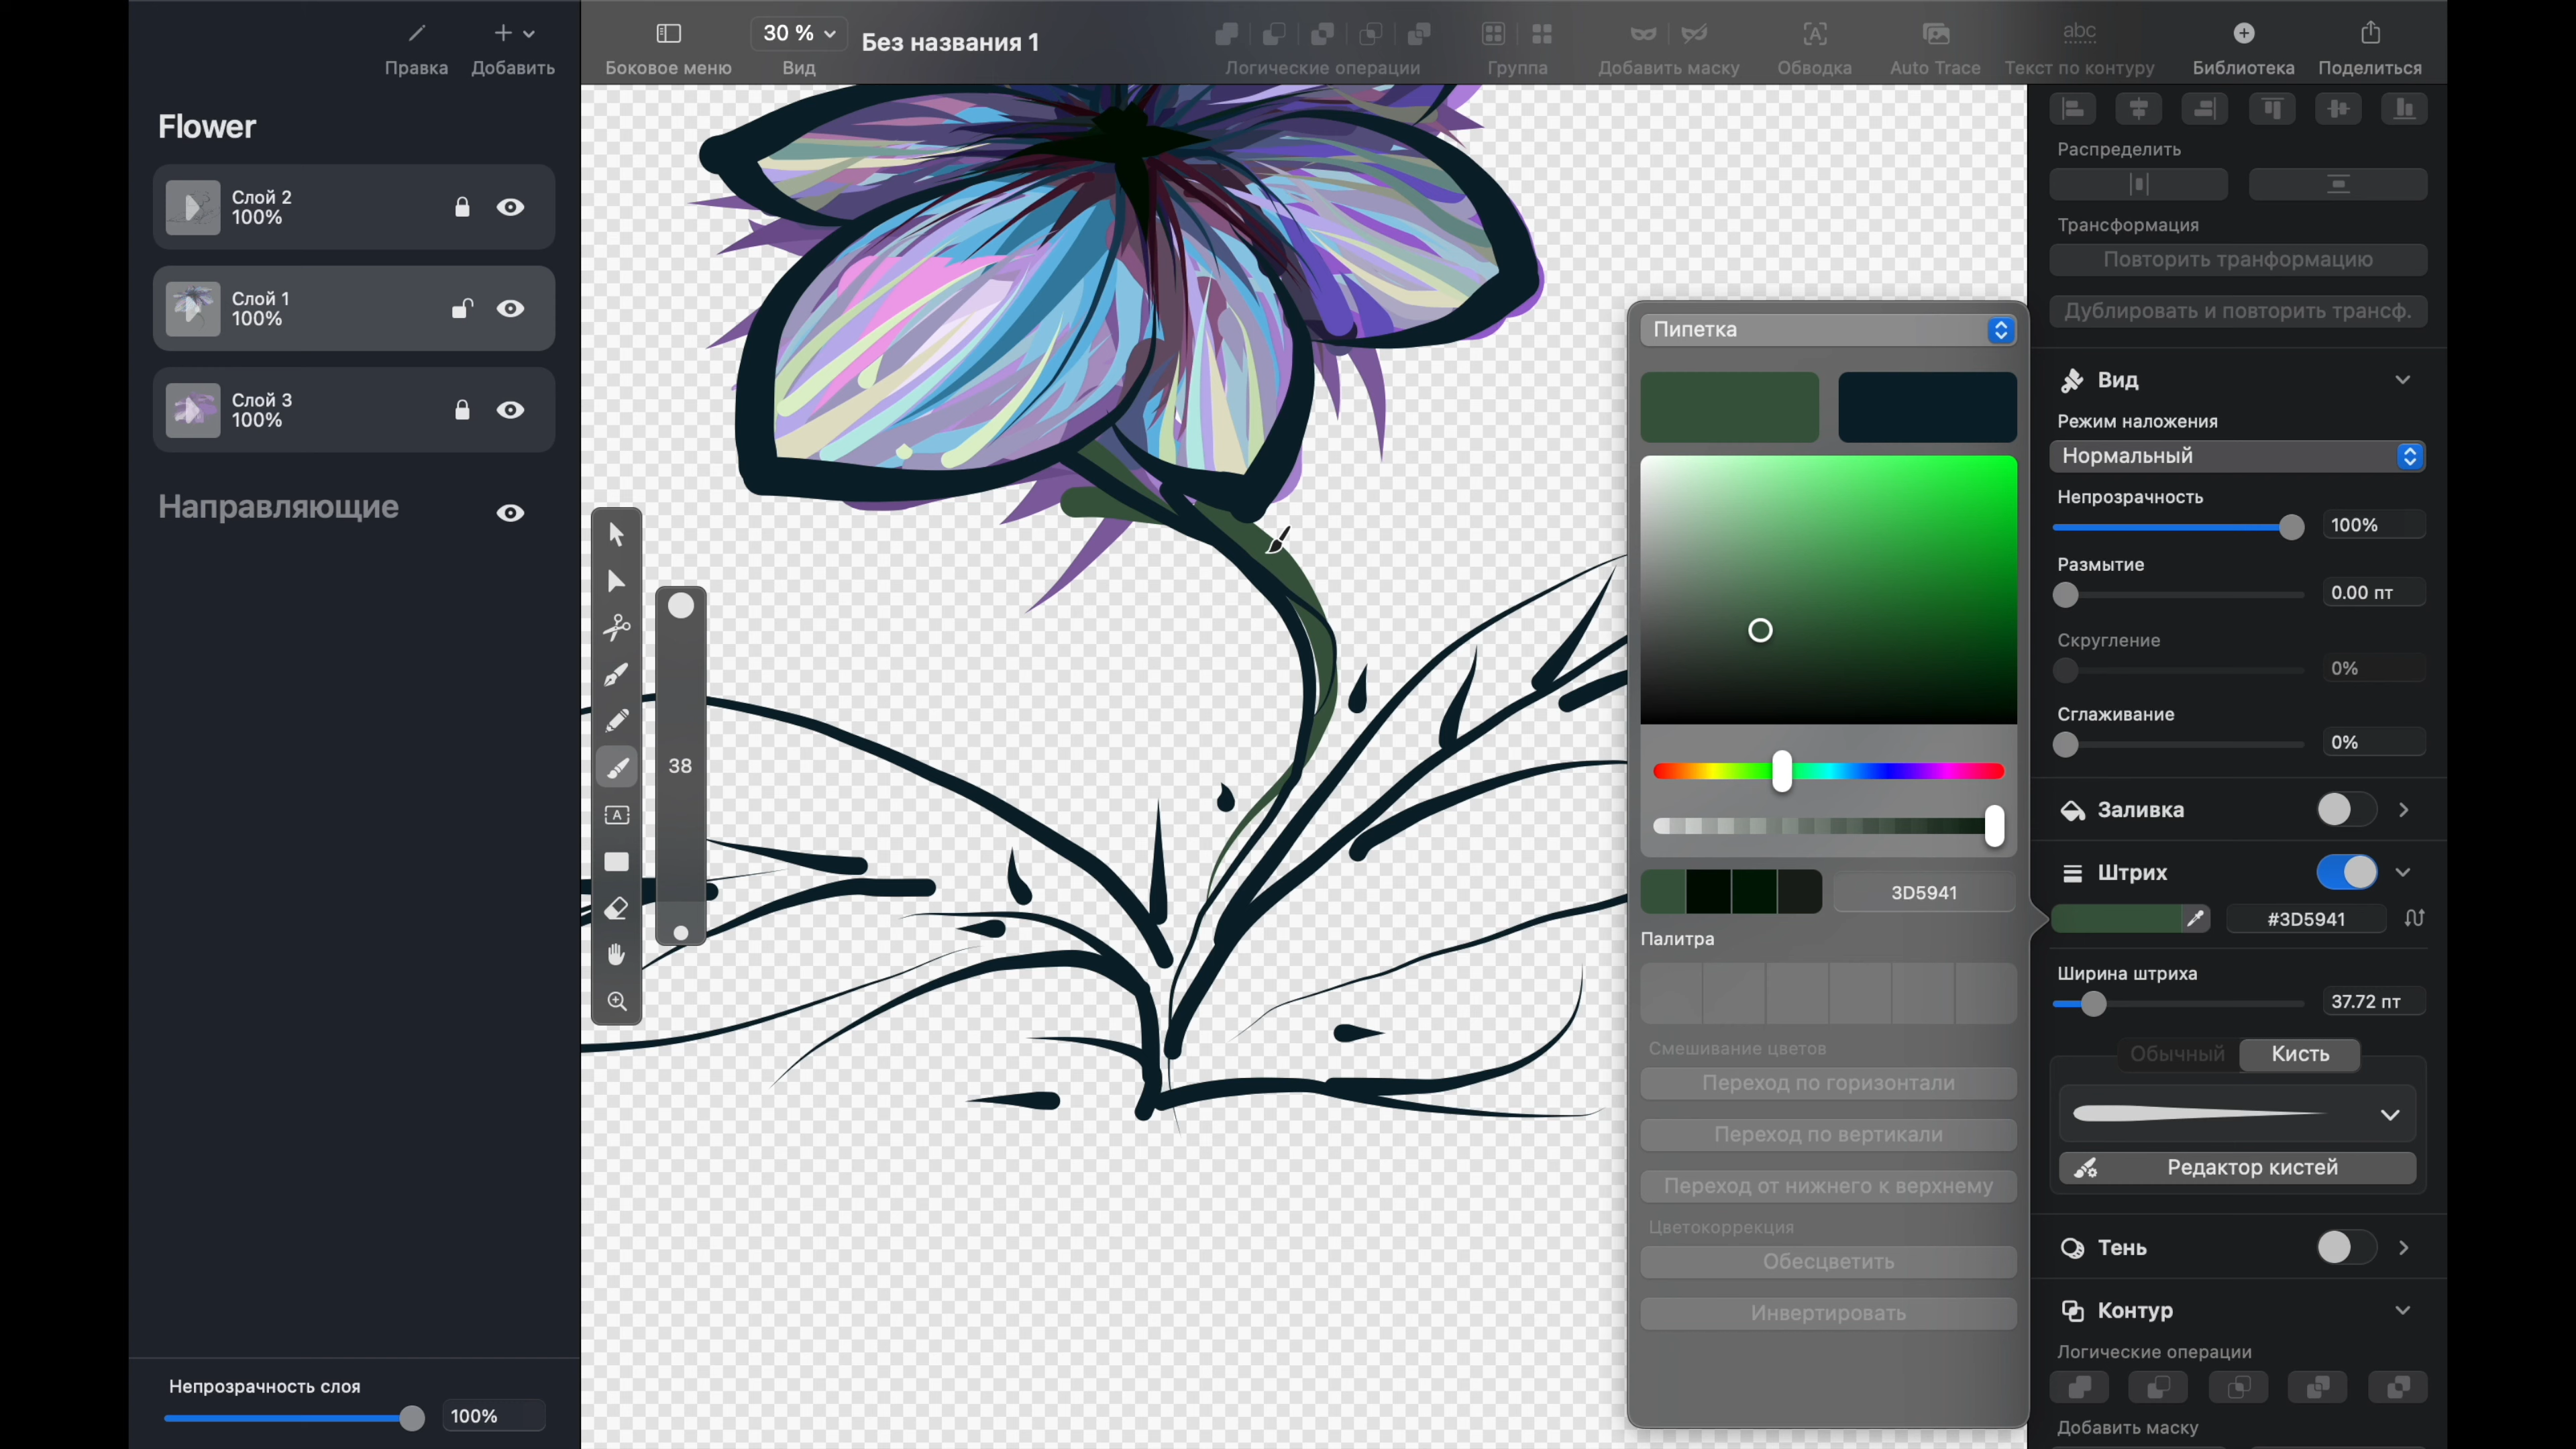 Правка
Добавить
Боковое меню
30 %
Вид
Без названия 1
Логические операции
Группа
Добавить маску
Обводка
Auto Trace
abc
Текст по контуру
Библиотека
Поделиться
Flower
Слой 2
100%
Слой 1
100%
Слой 3
100%
Направляющие
Непрозрачность слоя
100%
A
38
Пипетка
3D5941
Палитра
Смешивание цветов
Переход по горизонтали
Переход по вертикали
Переход от нижнего к верхнему
Цветокоррекция
Обесцветить
Инвертировать
Распределить
Трансформация
Повторить транформацию
Дублировать и повторить трансф.
Вид
Режим наложения
Нормальный
Непрозрачность
100%
Размытие
0.00 пт
Скругление
0%
Сглаживание
0%
Заливка
Штрих
#3D5941
Ширина штриха
37.72 пт
Обычный
Кисть
Редактор кистей
Тень
Контур
Логические операции
Добавить маску